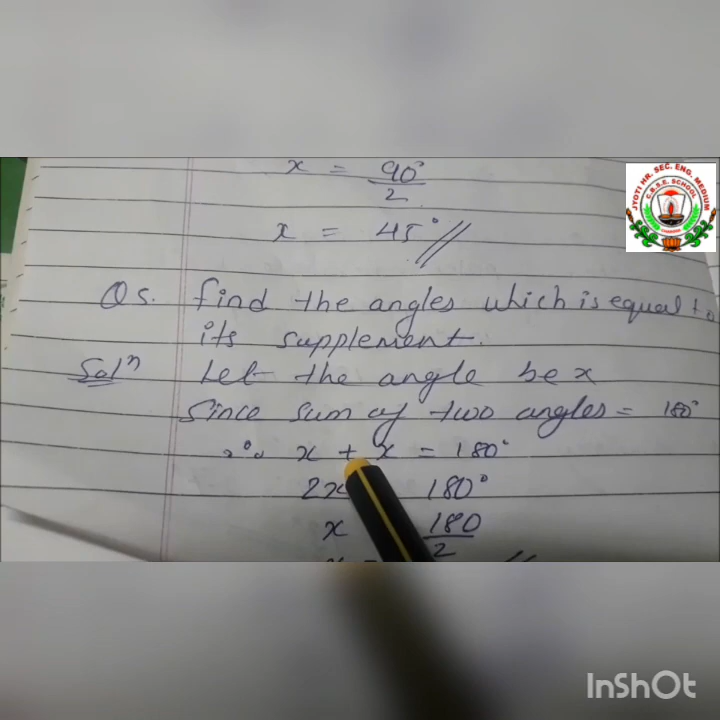 x = 90°
2
x = 45°//
JYOTI HR. SEC. ENG. MEDIUM
C.B.S.E. SCHOOL
Q5. find the angles which is equal to
its supplement.
Solⁿ Let the angle be x
Since sum of two angles = 180°
∴ x + x = 180°
2x 180°
x 180
2
InShOt